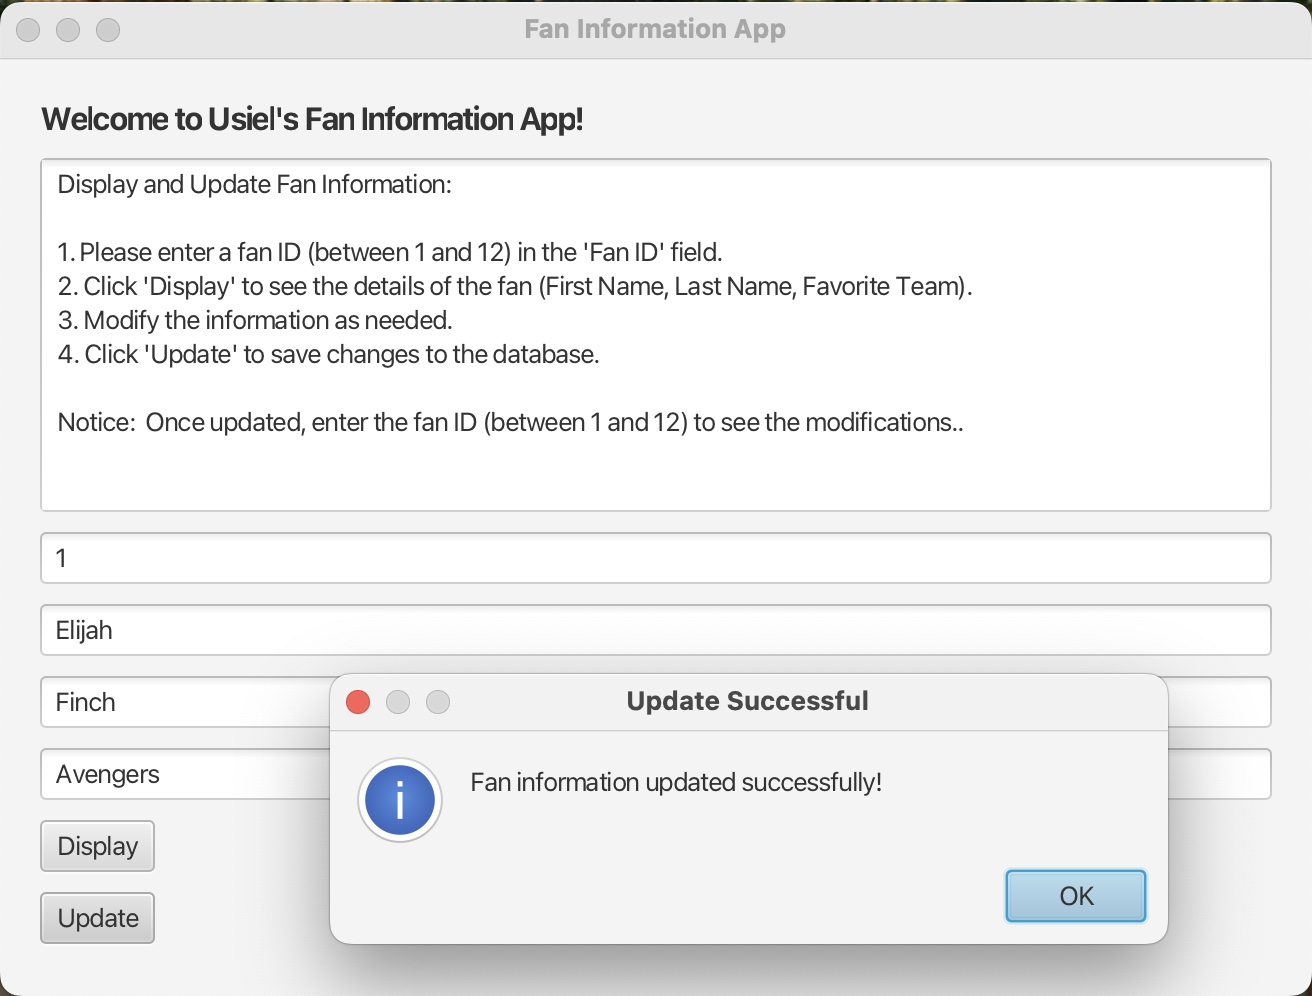 Fan Information App
Welcome to Usiel's Fan Information App!
Display and Update Fan Information:
1. Please enter a fan ID (between 1 and 12) in the 'Fan ID' field.
2. Click 'Display' to see the details of the fan (First Name, Last Name, Favorite Team).
3. Modify the information as needed.
4. Click 'Update' to save changes to the database.
Notice:  Once updated, enter the fan ID (between 1 and 12) to see the modifications..
1
Elijah
Finch
Avengers
Display
Update
Update Successful
i
Fan information updated successfully!
OK